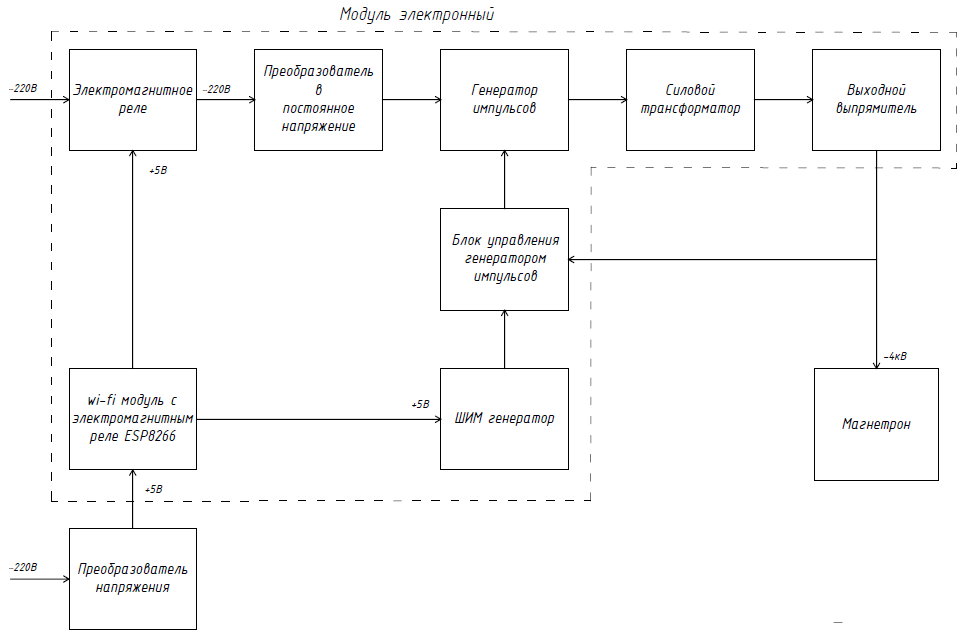 Модуль электронный
~220В
Электромагнитное
реле
~220В
Преобразователь
в
постоянное
напряжение
Генератор
импульсов
Силовой
трансформатор
Выходной
выпрямитель
+5В
Блок управления
генератором
импульсов
~4кВ
wi-fi модуль с
электромагнитным
реле ESP8266
+5В
ШИМ генератор
Магнетрон
+5В
~220В
Преобразователь
напряжения